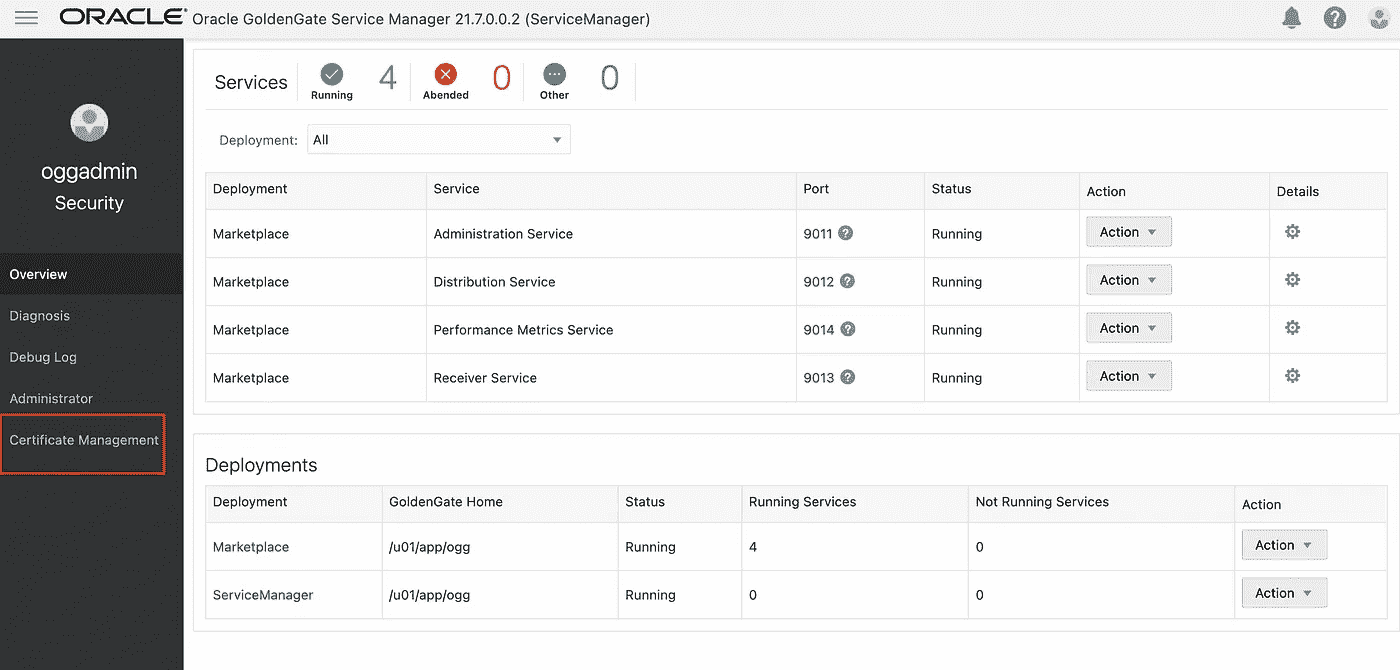 ORACLE® Oracle GoldenGate Service Manager 21.7.0.0.2 (ServiceManager)
oggadmin
Security
Overview
Diagnosis
Debug Log
Administrator
Certificate Management
Services Running 4 Abended 0 Other 0
Deployment: All
Deployment Service Port Status Action Details
Marketplace Administration Service 9011 Running Action
Marketplace Distribution Service 9012 Running Action
Marketplace Performance Metrics Service 9014 Running Action
Marketplace Receiver Service 9013 Running Action
Deployments
Deployment GoldenGate Home Status Running Services Not Running Services Action
Marketplace /u01/app/ogg Running 4 0 Action
ServiceManager /u01/app/ogg Running 0 0 Action